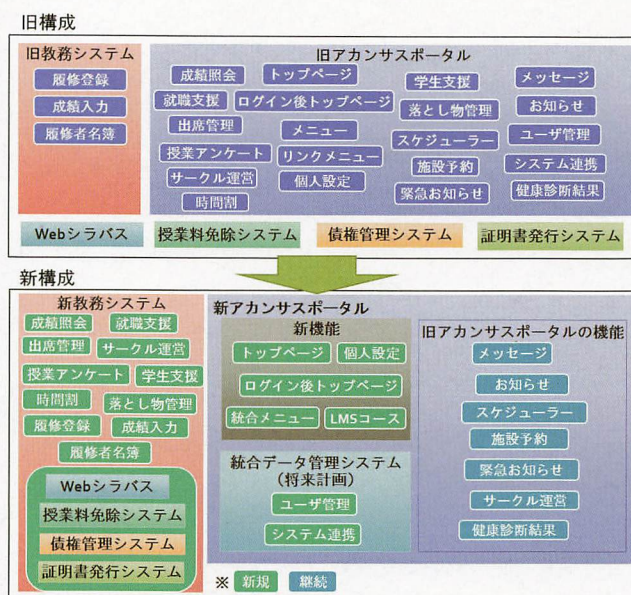 旧構成
旧教務システム
履修登録
成績入力
履修者名簿
旧アカンサスポータル
成績照会
就職支援
出席管理
授業アンケート
サークル運営
時間割
トップページ
ログイン後トップページ
メニュー
リンクメニュー
個人設定
学生支援
落とし物管理
スケジューラー
施設予約
緊急お知らせ
メッセージ
お知らせ
ユーザ管理
システム連携
健康診断結果
Webシラバス
授業料免除システム
債権管理システム
証明書発行システム
新構成
新教務システム
成績照会 就職支援
出席管理 サークル運営
授業アンケート 学生支援
時間割 落とし物管理
履修登録 成績入力
履修者名簿
Webシラバス
授業料免除システム
債権管理システム
証明書発行システム
新アカンサスポータル
新機能
トップページ 個人設定
ログイン後トップページ
統合メニュー LMSコース
統合データ管理システム
(将来計画)
ユーザ管理
システム連携
旧アカンサスポータルの機能
メッセージ
お知らせ
スケジューラー
施設予約
緊急お知らせ
サークル運営
健康診断結果
※ 新規 継続